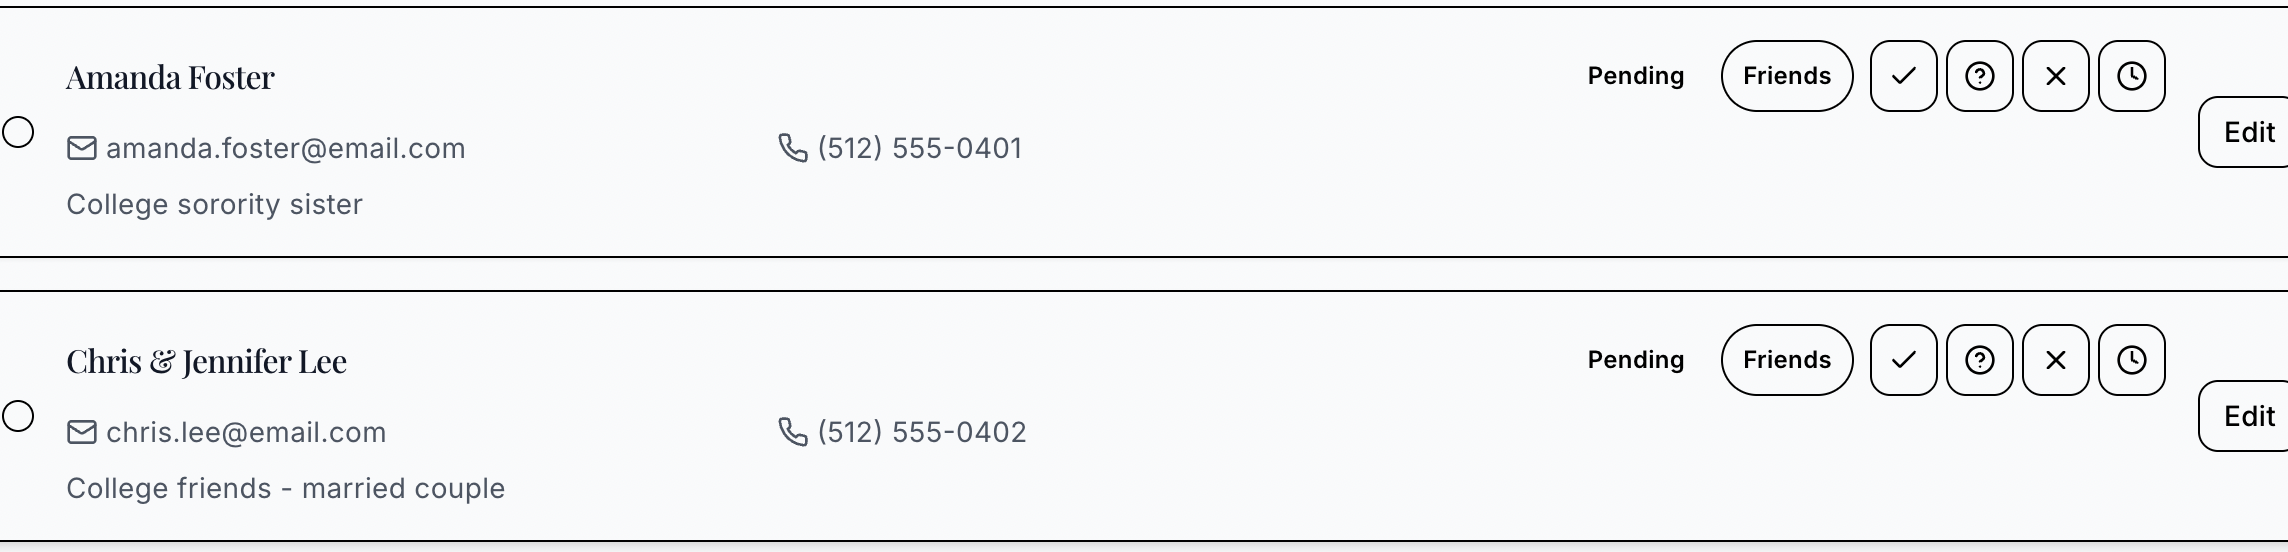 Amanda Foster
Pending Friends
amanda.foster@email.com (512) 555-0401
Edit
College sorority sister
Chris & Jennifer Lee
Pending Friends
chris.lee@email.com (512) 555-0402
Edit
College friends - married couple